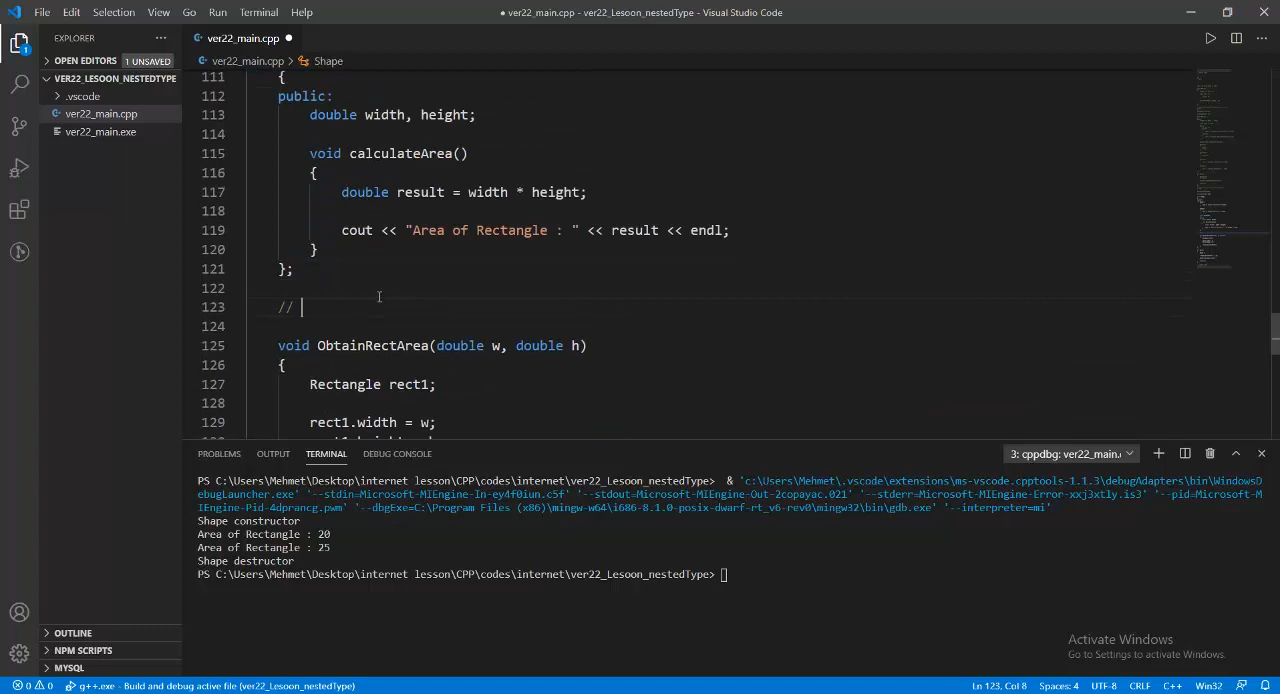 File Edit Selection View Go Run Terminal Help
● ver22_main.cpp - ver22_Lesoon_nestedType - Visual Studio Code
EXPLORER
ver22_main.cpp
OPEN EDITORS 1 UNSAVED
ver22_main.cpp > Shape
VER22_LESOON_NESTEDTYPE
.vscode
ver22_main.cpp
ver22_main.exe
111 {
112 public:
113 double width, height;
114
115 void calculateArea()
116 {
117 double result = width * height;
118
119 cout << "Area of Rectangle : " << result << endl;
120 }
121 };
122
123 //
124
125 void ObtainRectArea(double w, double h)
126 {
127 Rectangle rect1;
128
129 rect1.width = w;
PROBLEMS OUTPUT TERMINAL DEBUG CONSOLE
3: cppdbg: ver22_main.
PS C:\Users\Mehmet\Desktop\internet lesson\CPP\codes\internet\ver22_Lesoon_nestedType> & 'c:\Users\Mehmet\.vscode\extensions\ms-vscode.cpptools-1.1.3\debugAdapters\bin\WindowsD
ebugLauncher.exe' '--stdin=Microsoft-MIEngine-In-ey4f0iun.c5f' '--stdout=Microsoft-MIEngine-Out-2copayac.021' '--stderr=Microsoft-MIEngine-Error-xxj3xtly.is3' '--pid=Microsoft-M
IEngine-Pid-4dprancg.pwm' '--dbgExe=C:\Program Files (x86)\mingw-w64\i686-8.1.0-posix-dwarf-rt_v6-rev0\mingw32\bin\gdb.exe' '--interpreter=mi'
Shape constructor
Area of Rectangle : 20
Area of Rectangle : 25
Shape destructor
PS C:\Users\Mehmet\Desktop\internet lesson\CPP\codes\internet\ver22_Lesoon_nestedType>
OUTLINE
NPM SCRIPTS
MYSQL
Activate Windows
Go to Settings to activate Windows.
0 0 g++.exe - Build and debug active file (ver22_Lesoon_nestedType)
Ln 123, Col 8 Spaces: 4 UTF-8 CRLF C++ Win32